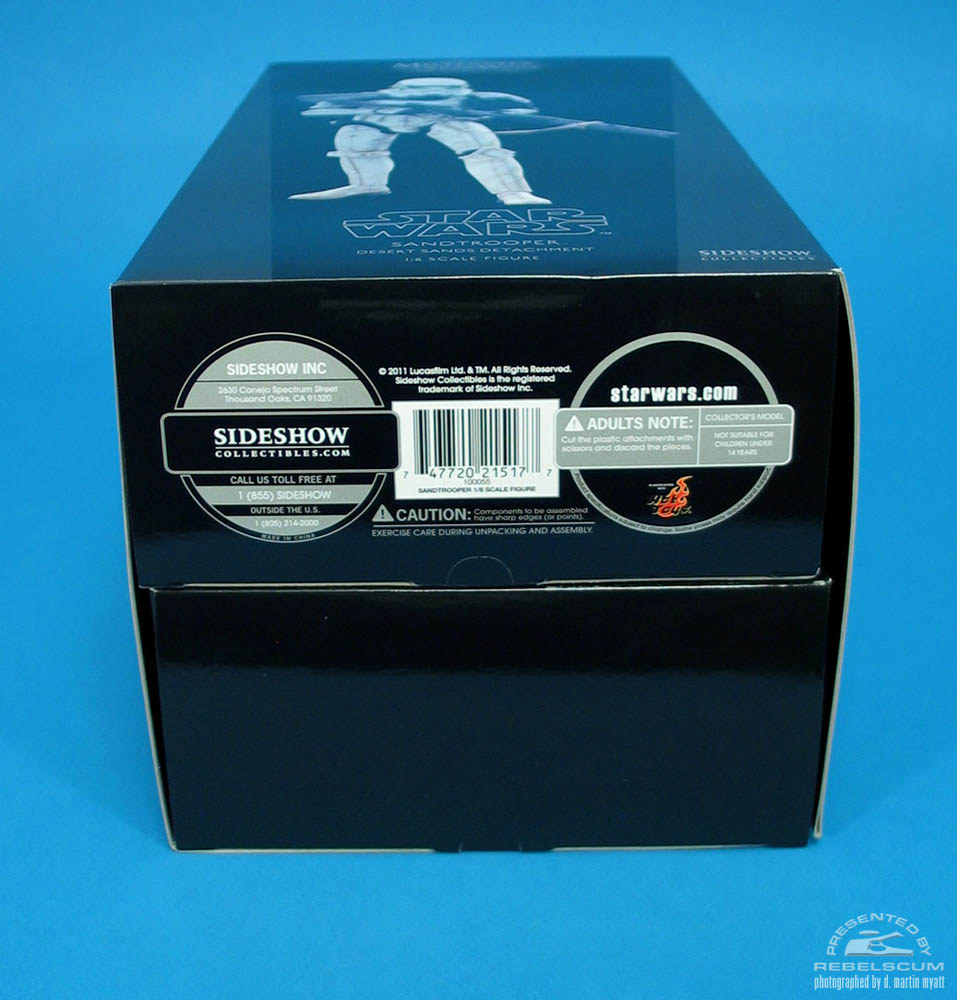 STAR
WARS™
SANDTROOPER
DESERT SANDS DETACHMENT
1:6 SCALE FIGURE
SIDESHOW
COLLECTIBLES
SIDESHOW INC
2630 Conejo Spectrum Street
Thousand Oaks, CA 91320
SIDESHOW
COLLECTIBLES.COM
CALL US TOLL FREE AT
1 (855) SIDESHOW
OUTSIDE THE U.S.
1 (805) 214-2000
MADE IN CHINA
© 2011 Lucasfilm Ltd. & TM. All Rights Reserved.
Sideshow Collectibles is the registered
trademark of Sideshow Inc.
7 47720 21517 7
100055
SANDTROOPER 1/6 SCALE FIGURE
CAUTION: Components to be assembled
have sharp edges (or points).
EXERCISE CARE DURING UNPACKING AND ASSEMBLY.
starwars.com
ADULTS NOTE:
Cut the plastic attachments with
scissors and discard the pieces.
COLLECTOR'S MODEL
NOT SUITABLE FOR
CHILDREN UNDER
14 YEARS
HOT
TOYS
PRESENTED BY
REBELSCUM
photographed by d. martin myatt